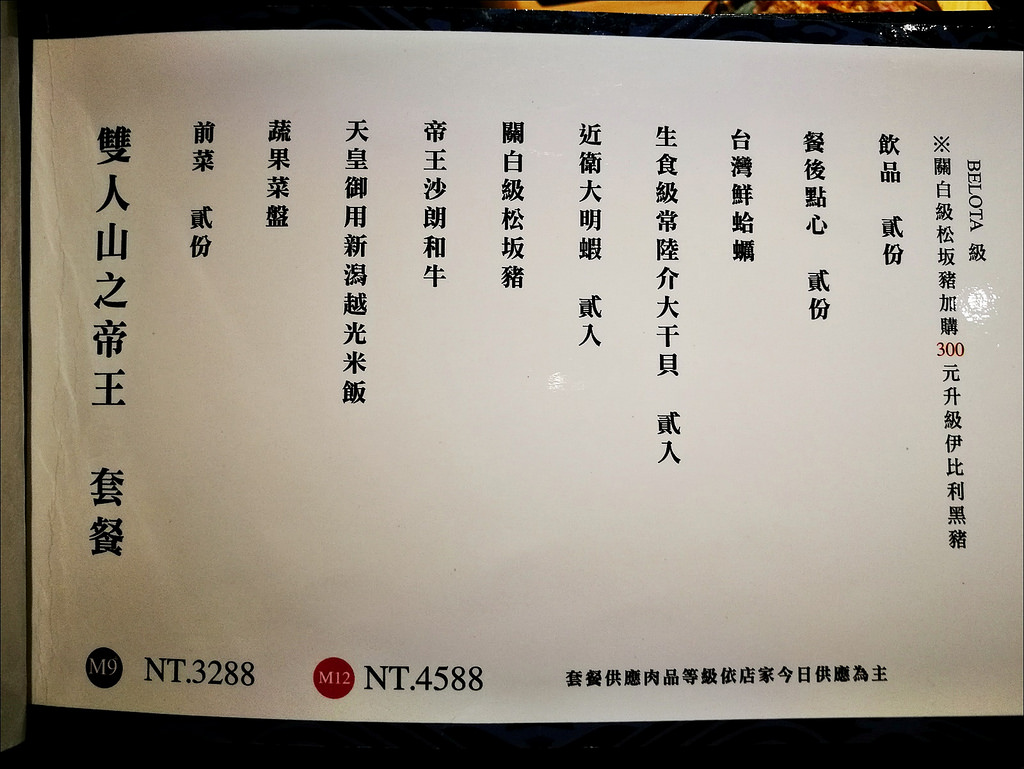 雙人山之帝王 套餐
前菜 貳份
蔬果菜盤
天皇御用新潟越光米飯
帝王沙朗和牛
關白級松坂豬
近衛大明蝦 貳入
生食級常陸介大干貝 貳入
台灣鮮蛤蠣
餐後點心 貳份
飲品 貳份
※關白級松坂豬加購300元升級伊比利黑豬
BELOTA 級
M9 NT.3288
M12 NT.4588
套餐供應肉品等級依店家今日供應為主